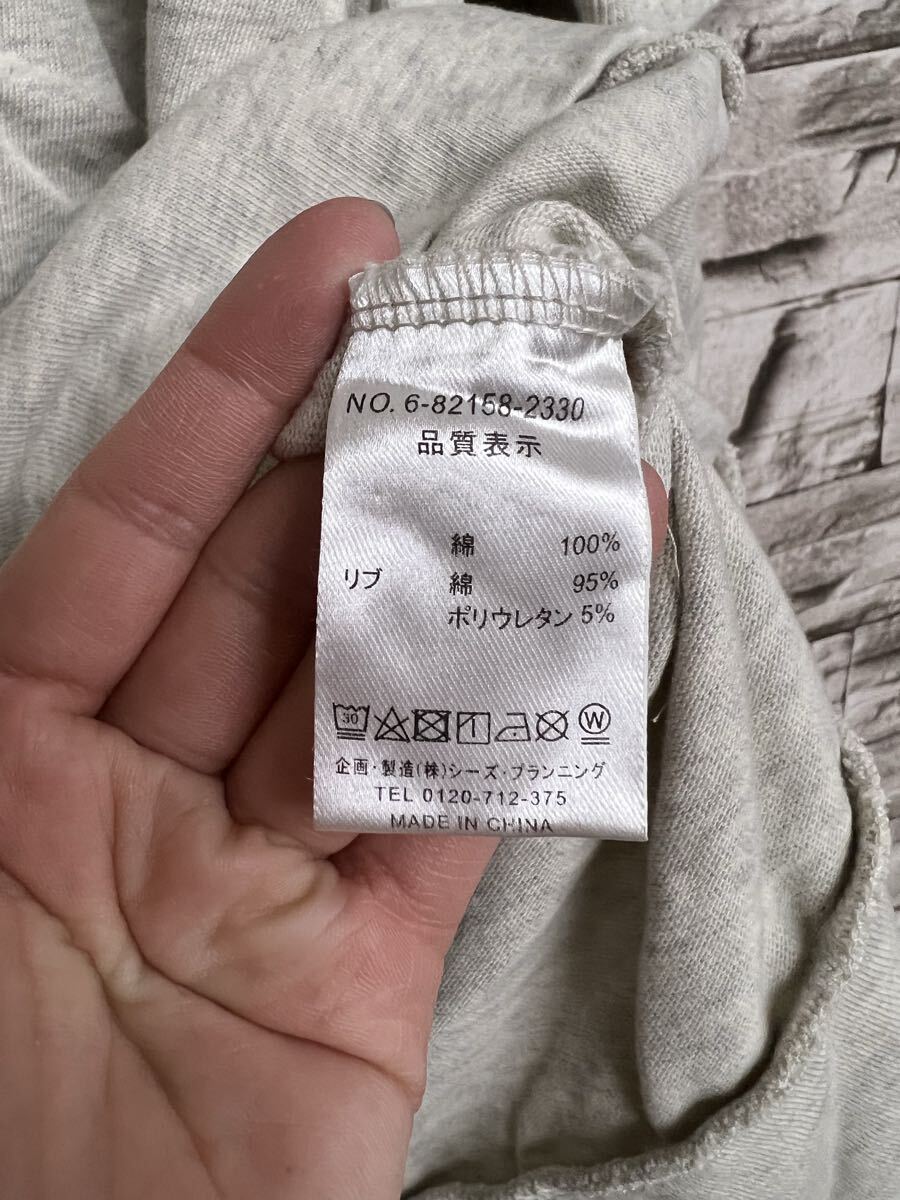 NO. 6-82158-2330
品質表示
綿 100%
リブ 綿 95%
ポリウレタン 5%
30
W
企画・製造(株)シーズ・プランニング
TEL 0120-712-375
MADE IN CHINA